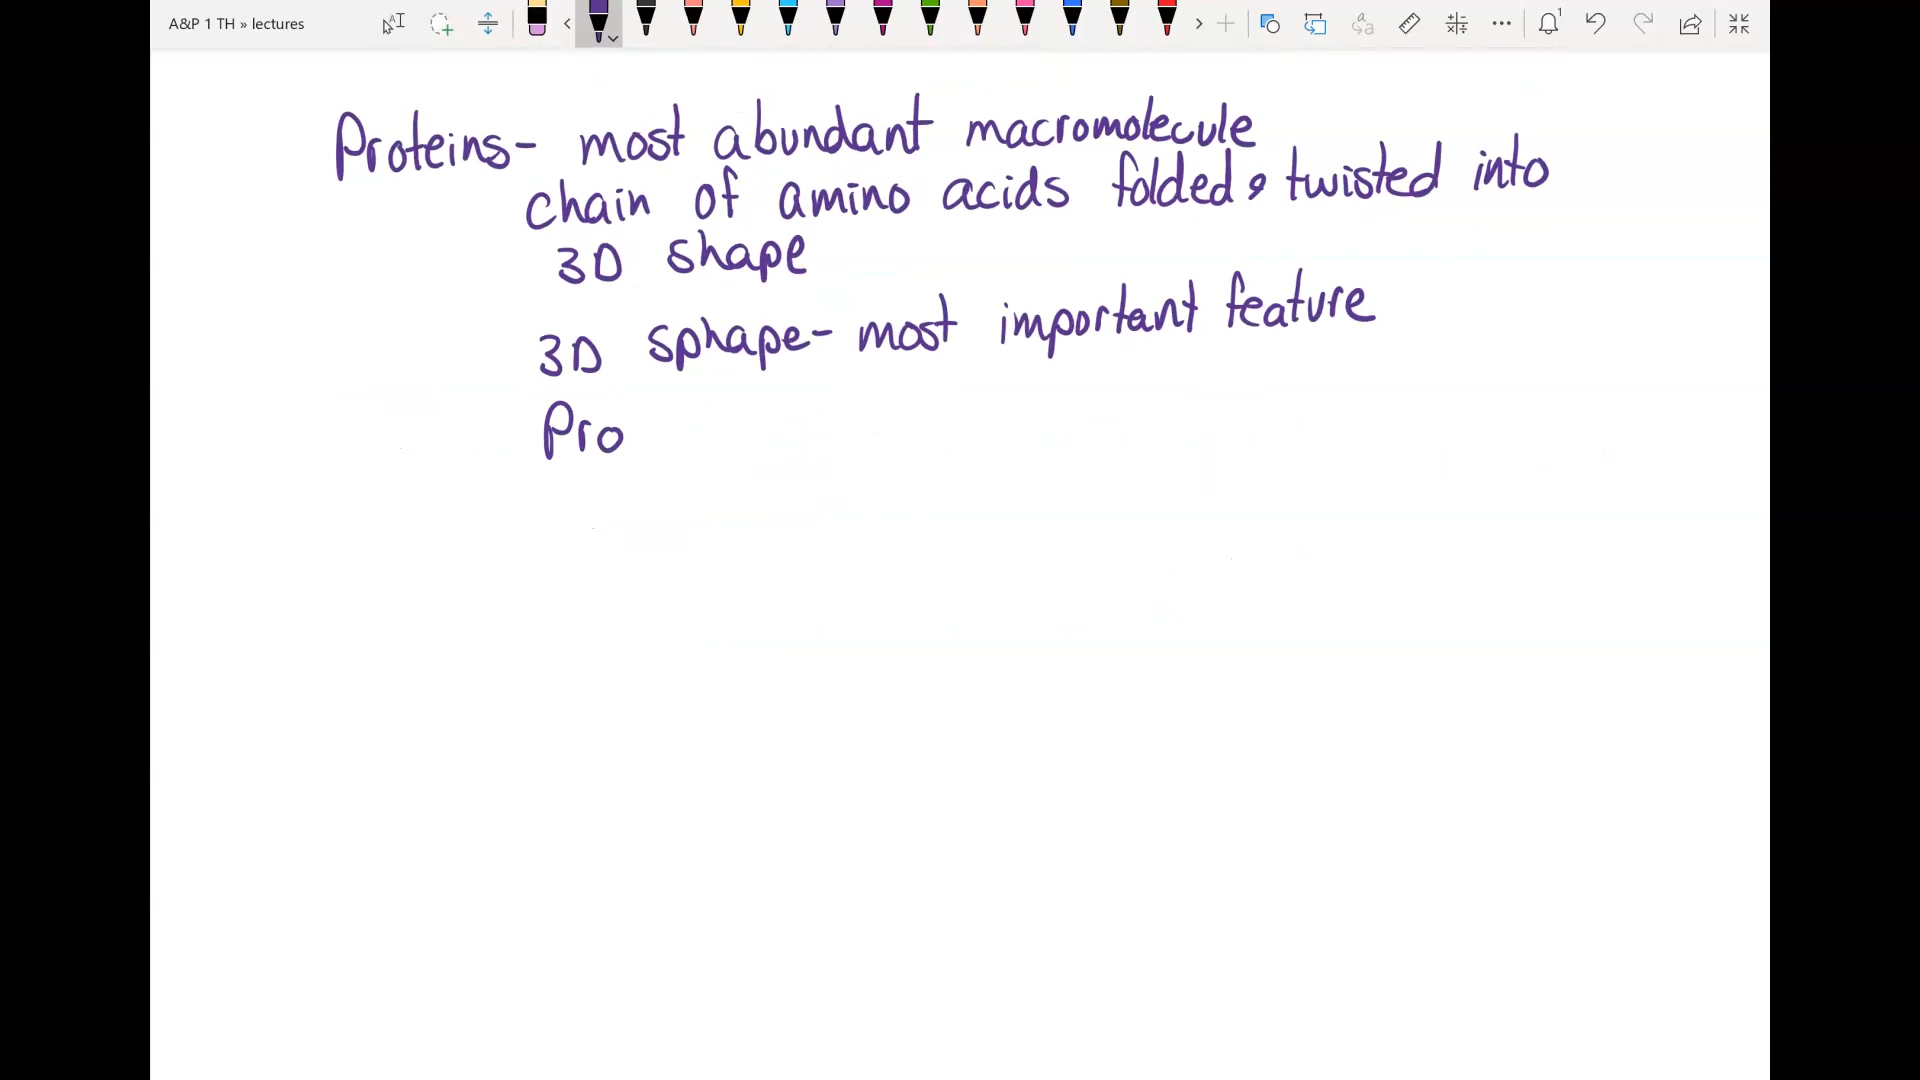 A&P 1 TH » lectures
Proteins- most abundant macromolecule
chain of amino acids folded & twisted into
3D shape
3D sphape- most important feature
Pro